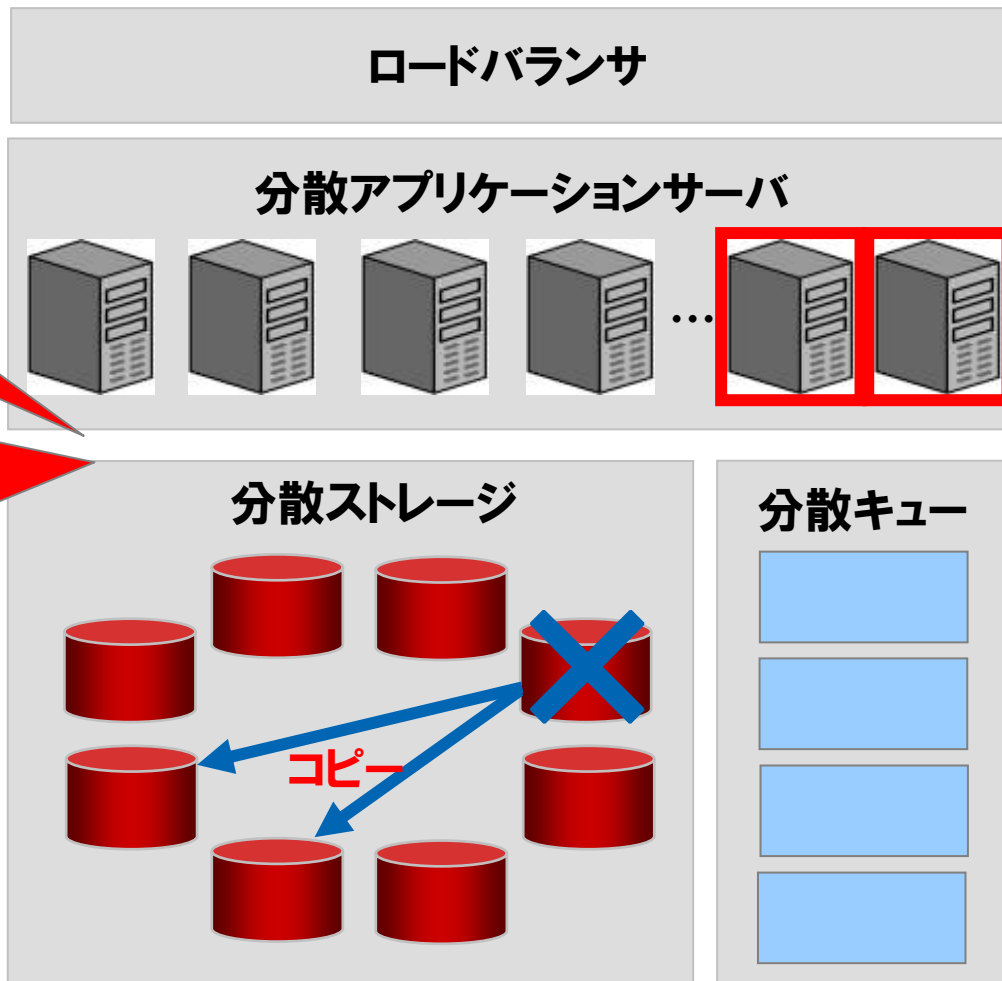 ロードバランサ
分散アプリケーションサーバ
…
分散ストレージ
分散キュー
コピー